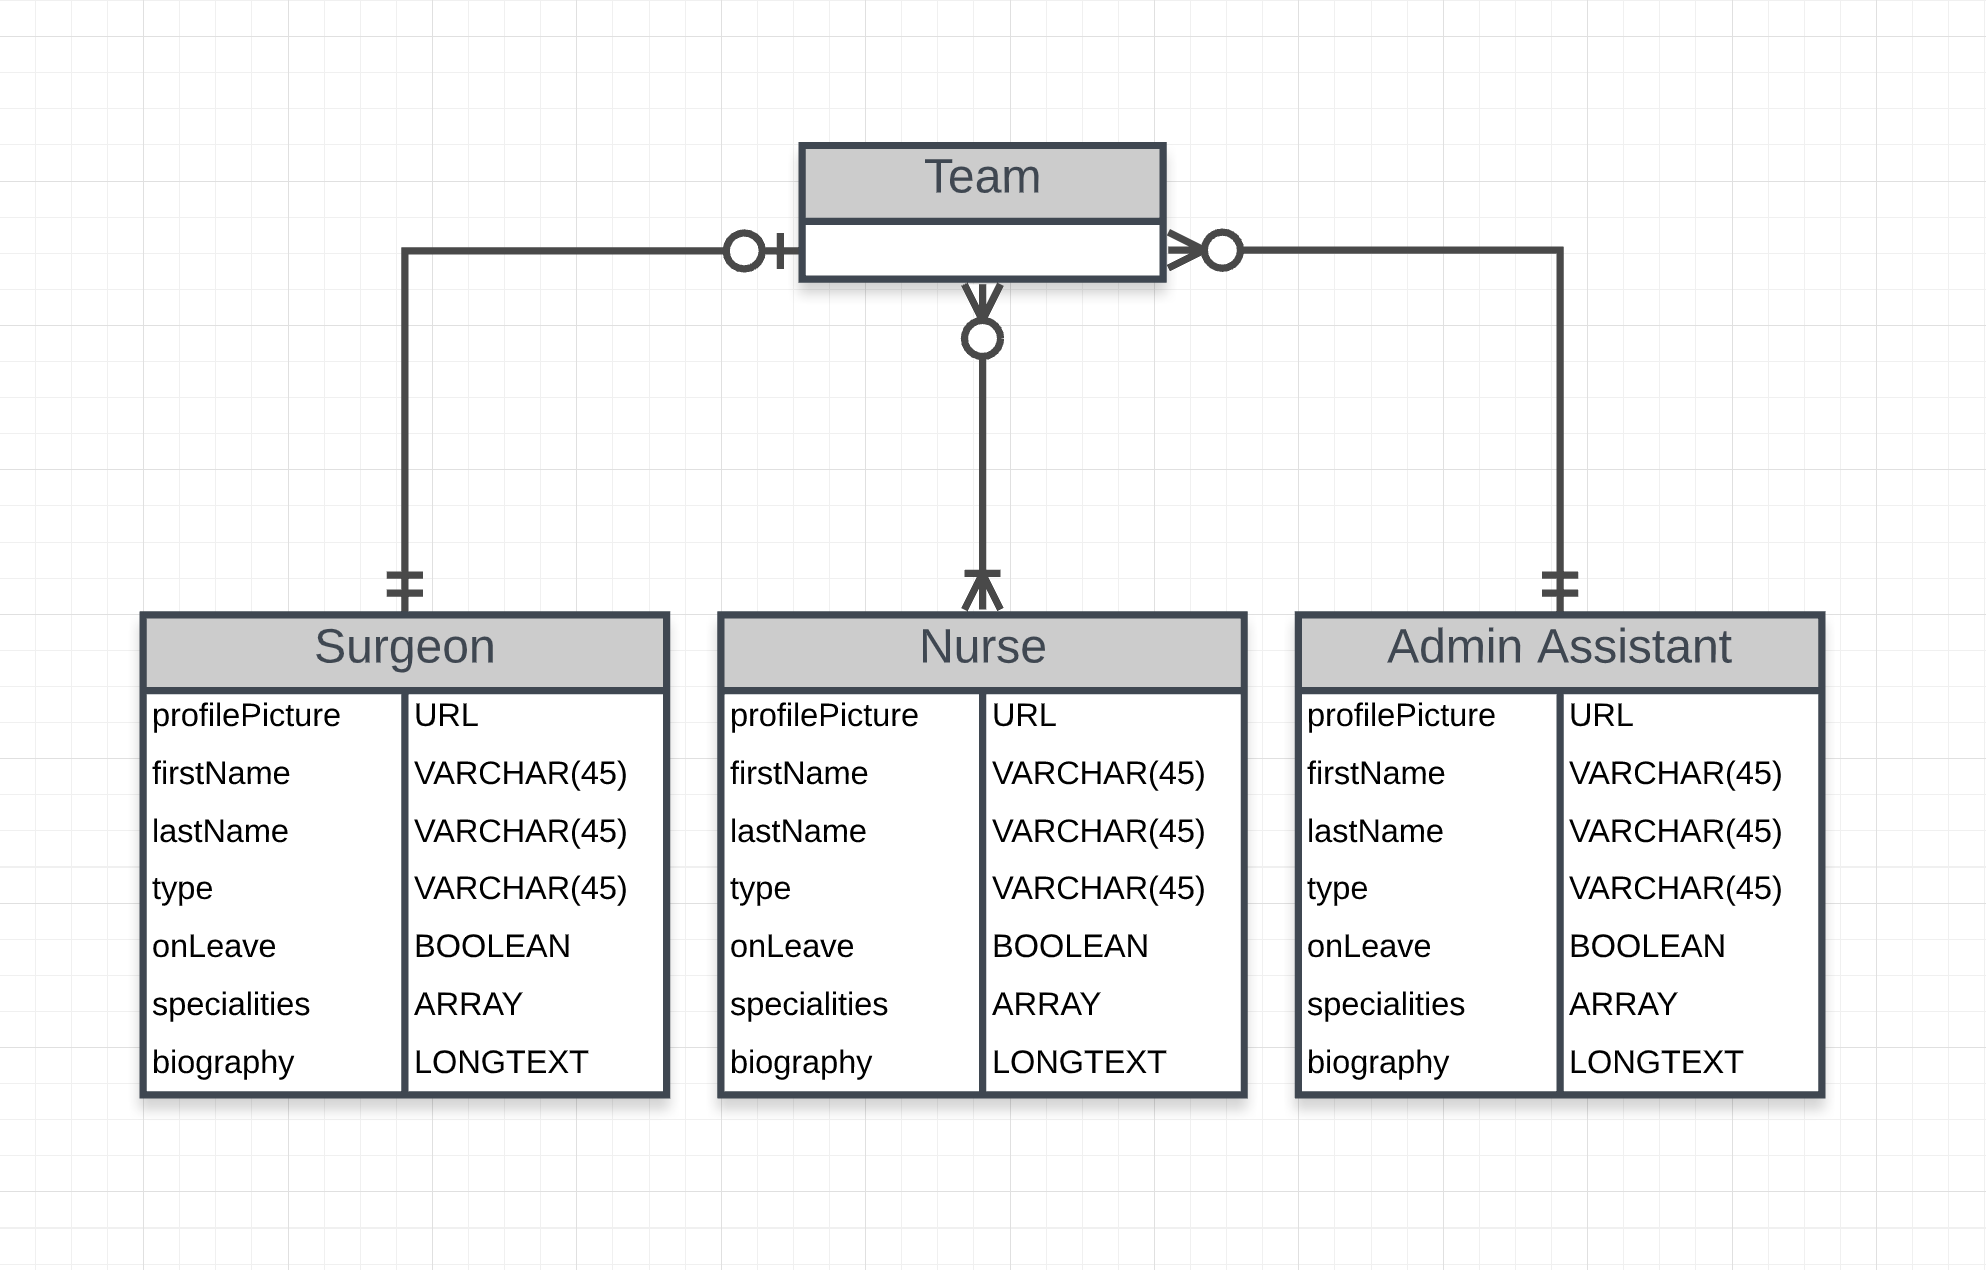 Team
Surgeon
profilePicture URL
firstName VARCHAR(45)
lastName VARCHAR(45)
type VARCHAR(45)
onLeave BOOLEAN
specialities ARRAY
biography LONGTEXT
Nurse
profilePicture URL
firstName VARCHAR(45)
lastName VARCHAR(45)
type VARCHAR(45)
onLeave BOOLEAN
specialities ARRAY
biography LONGTEXT
Admin Assistant
profilePicture URL
firstName VARCHAR(45)
lastName VARCHAR(45)
type VARCHAR(45)
onLeave BOOLEAN
specialities ARRAY
biography LONGTEXT